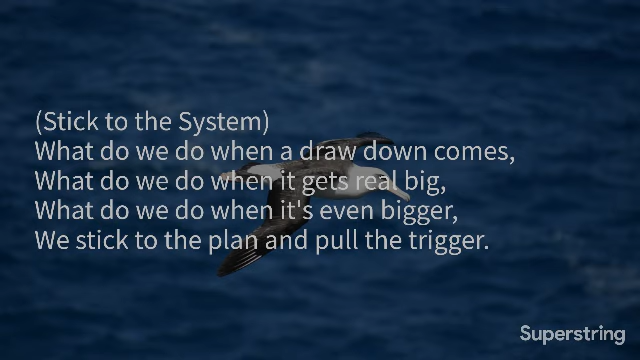 (Stick to the System)
What do we do when a draw down comes,
What do we do when it gets real big,
What do we do when it's even bigger,
We stick to the plan and pull the trigger.
Superstring